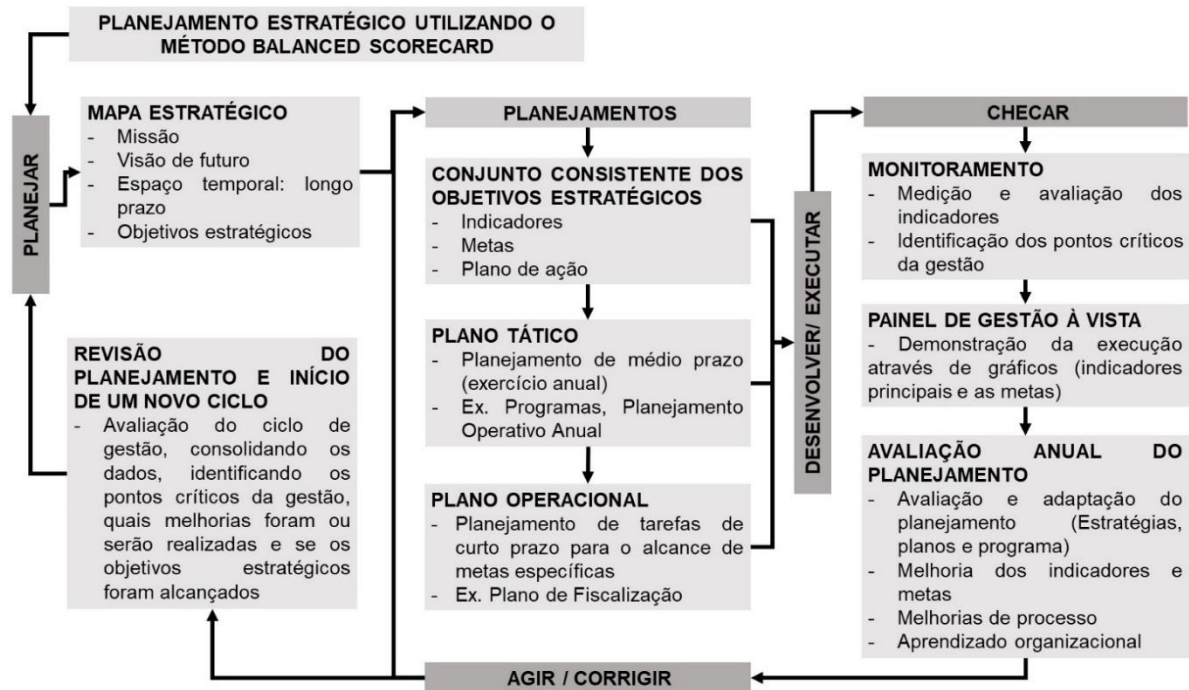 PLANEJAMENTO ESTRATÉGICO UTILIZANDO O
MÉTODO BALANCED SCORECARD
PLANEJAR
MAPA ESTRATÉGICO
- Missão
- Visão de futuro
- Espaço temporal: longo
prazo
- Objetivos estratégicos
REVISÃO DO
PLANEJAMENTO E INÍCIO
DE UM NOVO CICLO
- Avaliação do ciclo de
gestão, consolidando os
dados, identificando os
pontos críticos da gestão,
quais melhorias foram ou
serão realizadas e se os
objetivos estratégicos
foram alcançados
PLANEJAMENTOS
CONJUNTO CONSISTENTE DOS
OBJETIVOS ESTRATÉGICOS
- Indicadores
- Metas
- Plano de ação
PLANO TÁTICO
- Planejamento de médio prazo
(exercício anual)
- Ex. Programas, Planejamento
Operativo Anual
PLANO OPERACIONAL
- Planejamento de tarefas de
curto prazo para o alcance de
metas específicas
- Ex. Plano de Fiscalização
DESENVOLVER/ EXECUTAR
CHECAR
MONITORAMENTO
- Medição e avaliação dos
indicadores
- Identificação dos pontos críticos
da gestão
PAINEL DE GESTÃO À VISTA
- Demonstração da execução
através de gráficos (indicadores
principais e as metas)
AVALIAÇÃO ANUAL DO
PLANEJAMENTO
- Avaliação e adaptação do
planejamento (Estratégias,
planos e programa)
- Melhoria dos indicadores e
metas
- Melhorias de processo
- Aprendizado organizacional
AGIR / CORRIGIR